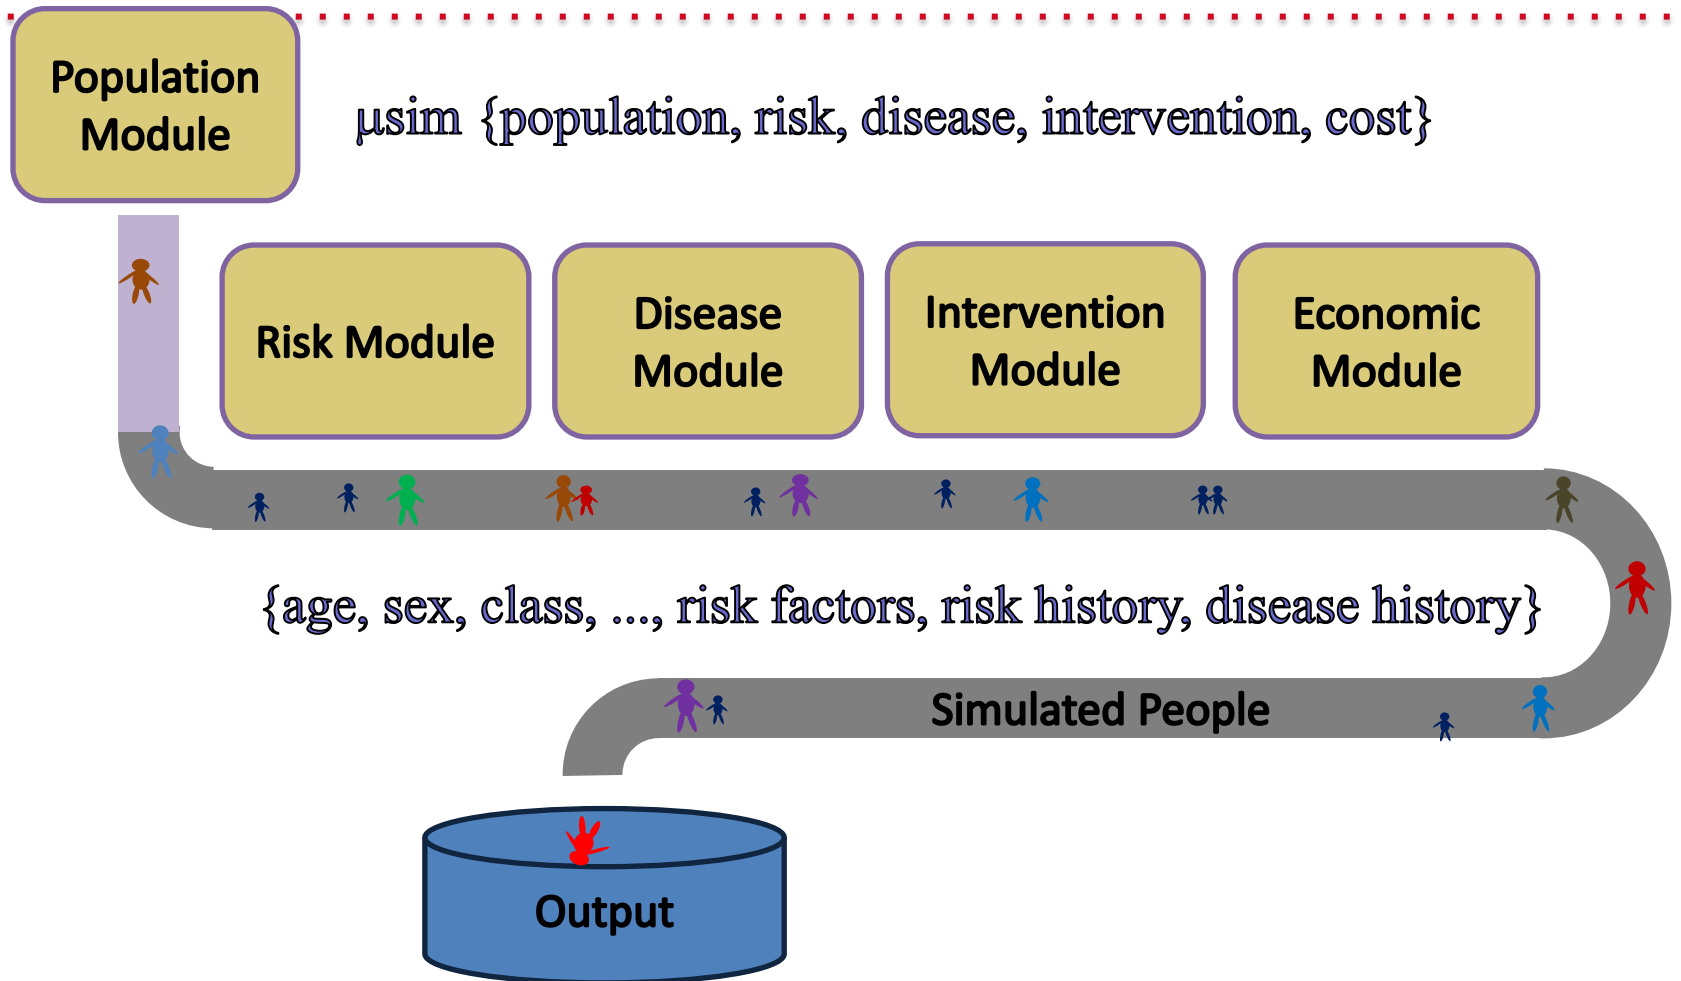 Population
Module
μsim {population, risk, disease, intervention, cost}
Risk Module
Disease
Module
Intervention
Module
Economic
Module
{age, sex, class, ..., risk factors, risk history, disease history}
Simulated People
Output